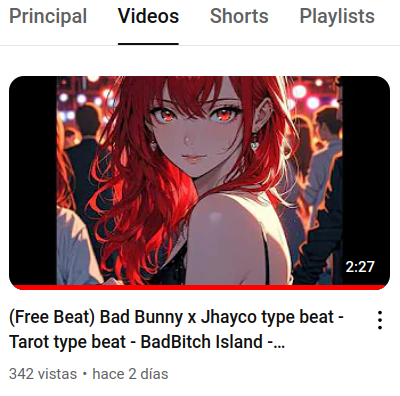 Principal Videos Shorts Playlists
2:27
(Free Beat) Bad Bunny x Jhayco type beat -
Tarot type beat - BadBitch Island -...
342 vistas • hace 2 días